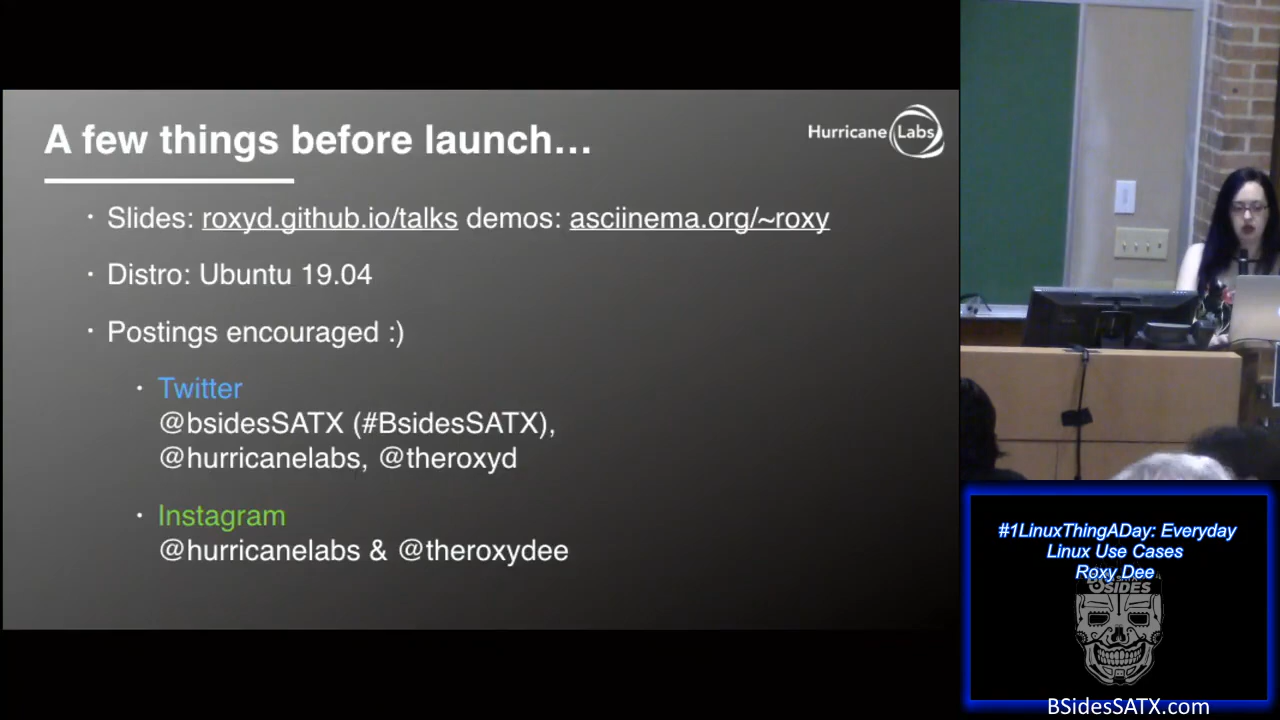 A few things before launch...
Hurricane Labs
· Slides: roxyd.github.io/talks demos: asciinema.org/~roxy
· Distro: Ubuntu 19.04
· Postings encouraged :)
· Twitter
@bsidesSATX (#BsidesSATX),
@hurricanelabs, @theroxyd
· Instagram
@hurricanelabs & @theroxydee
#1LinuxThingADay: Everyday
Linux Use Cases
Roxy Dee
BSIDES
BSidesSATX.com